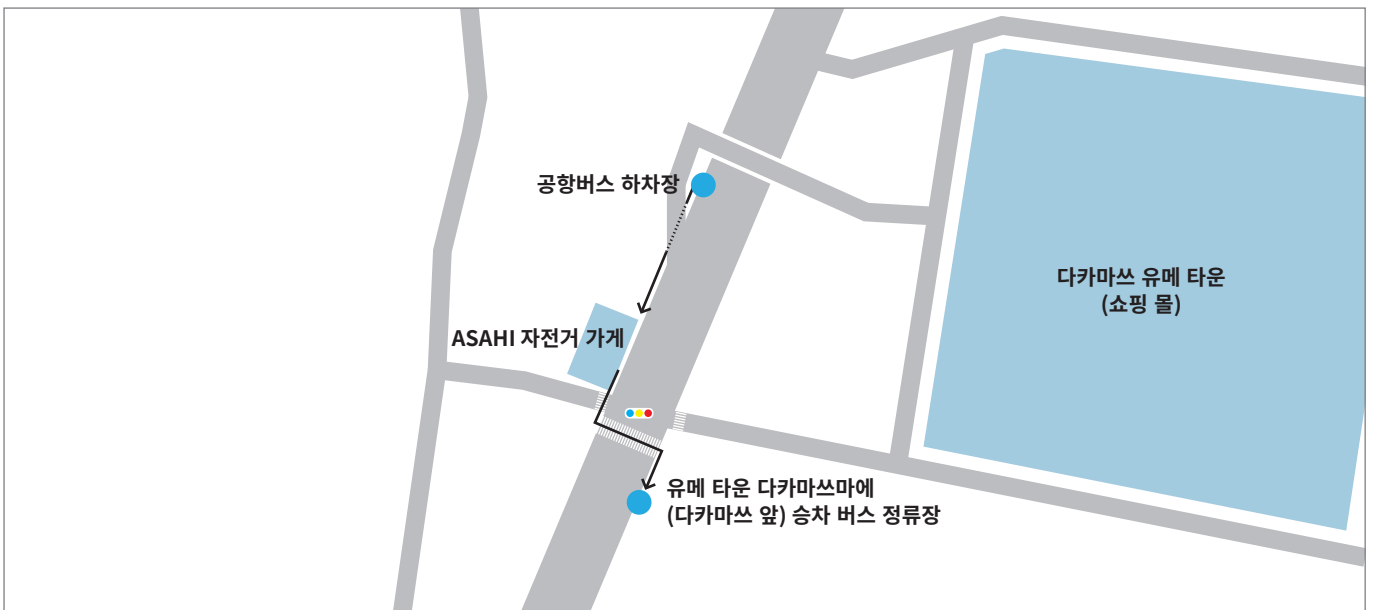 공항버스 하차장
다카마쓰 유메 타운
(쇼핑 몰)
ASAHI 자전거 가게
유메 타운 다카마쓰마에
(다카마쓰 앞) 승차 버스 정류장